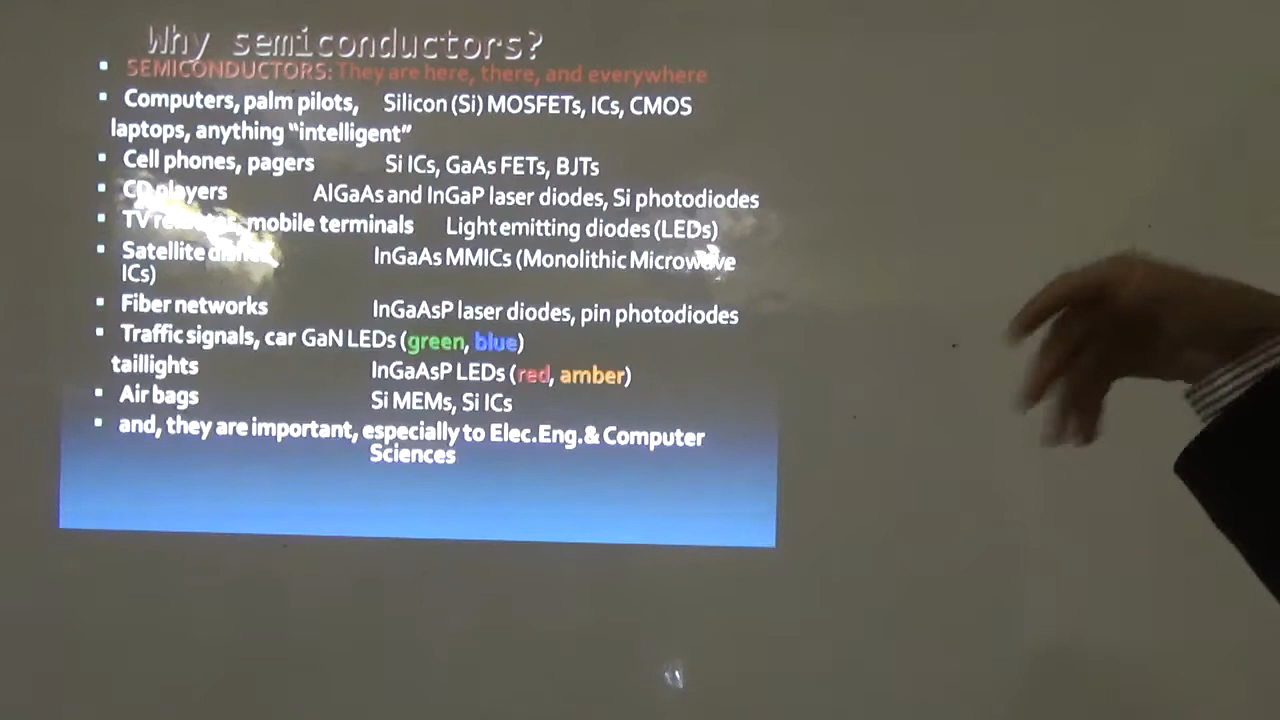 Why semiconductors?
SEMICONDUCTORS: They are here, there, and everywhere
Computers, palm pilots, Silicon (Si) MOSFETs, ICs, CMOS
laptops, anything “intelligent”
Cell phones, pagers Si ICs, GaAs FETs, BJTs
CD players AlGaAs and InGaP laser diodes, Si photodiodes
TV remotes, mobile terminals Light emitting diodes (LEDs)
Satellite dishes InGaAs MMICs (Monolithic Microwave
ICs)
Fiber networks InGaAsP laser diodes, pin photodiodes
Traffic signals, car GaN LEDs (green, blue)
taillights InGaAsP LEDs (red, amber)
Air bags Si MEMs, Si ICs
and, they are important, especially to Elec.Eng.& Computer
Sciences